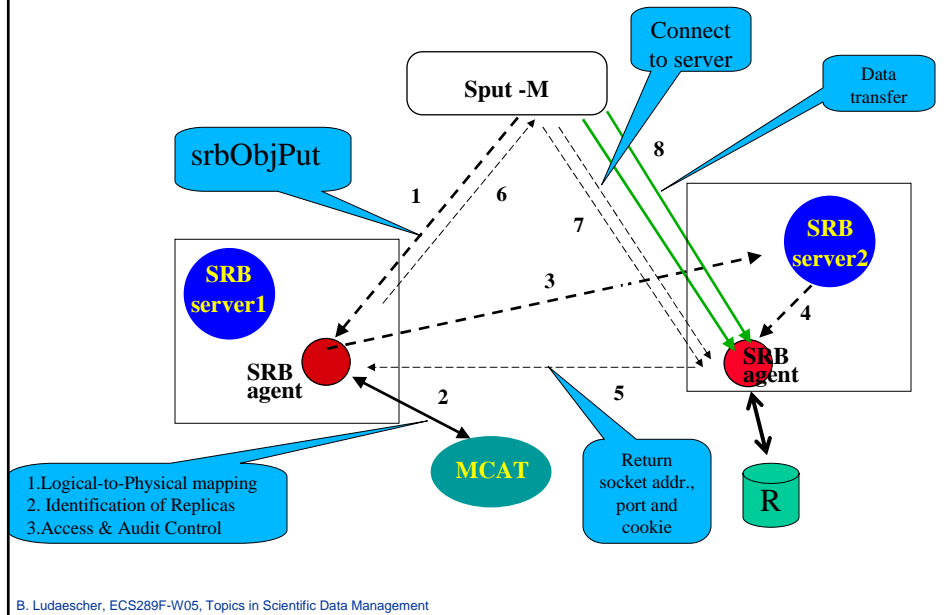 Connect
to server
Sput -M
Data
transfer
srbObjPut
8
1
6
7
SRB
server2
SRB
server1
3
4
SRB
agent
SRB
agent
2
5
MCAT
Return
socket addr.,
port and
cookie
R
1.Logical-to-Physical mapping
2. Identification of Replicas
3.Access & Audit Control
B. Ludaescher, ECS289F-W05, Topics in Scientific Data Management